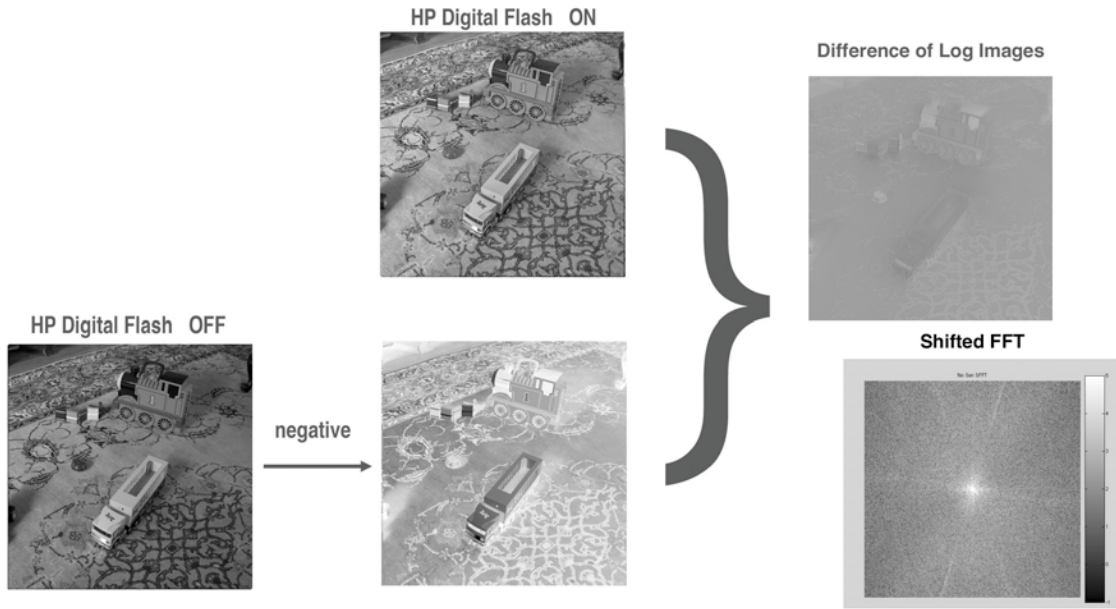 HP Digital Flash ON
Difference of Log Images
HP Digital Flash OFF
negative
Shifted FFT